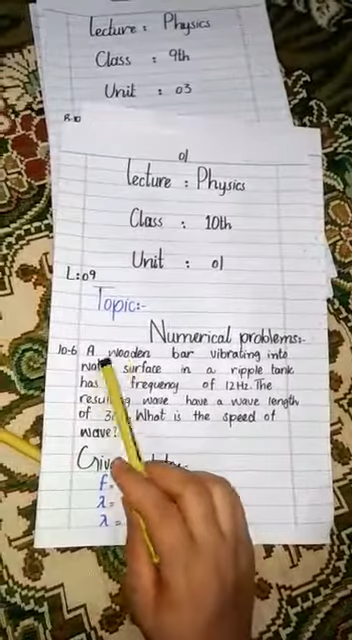 Lecture : Physics
Class : 9th
Unit : 03
R-10
01
Lecture : Physics
Class : 10th
Unit : 01
L:09
Topic:-
Numerical problems:-
10.6 A wooden bar vibrating into
surface in a ripple tank
has frequency of 12Hz. The
wave have a wave length
of What is the speed of
wave?
f=
λ=
λ =